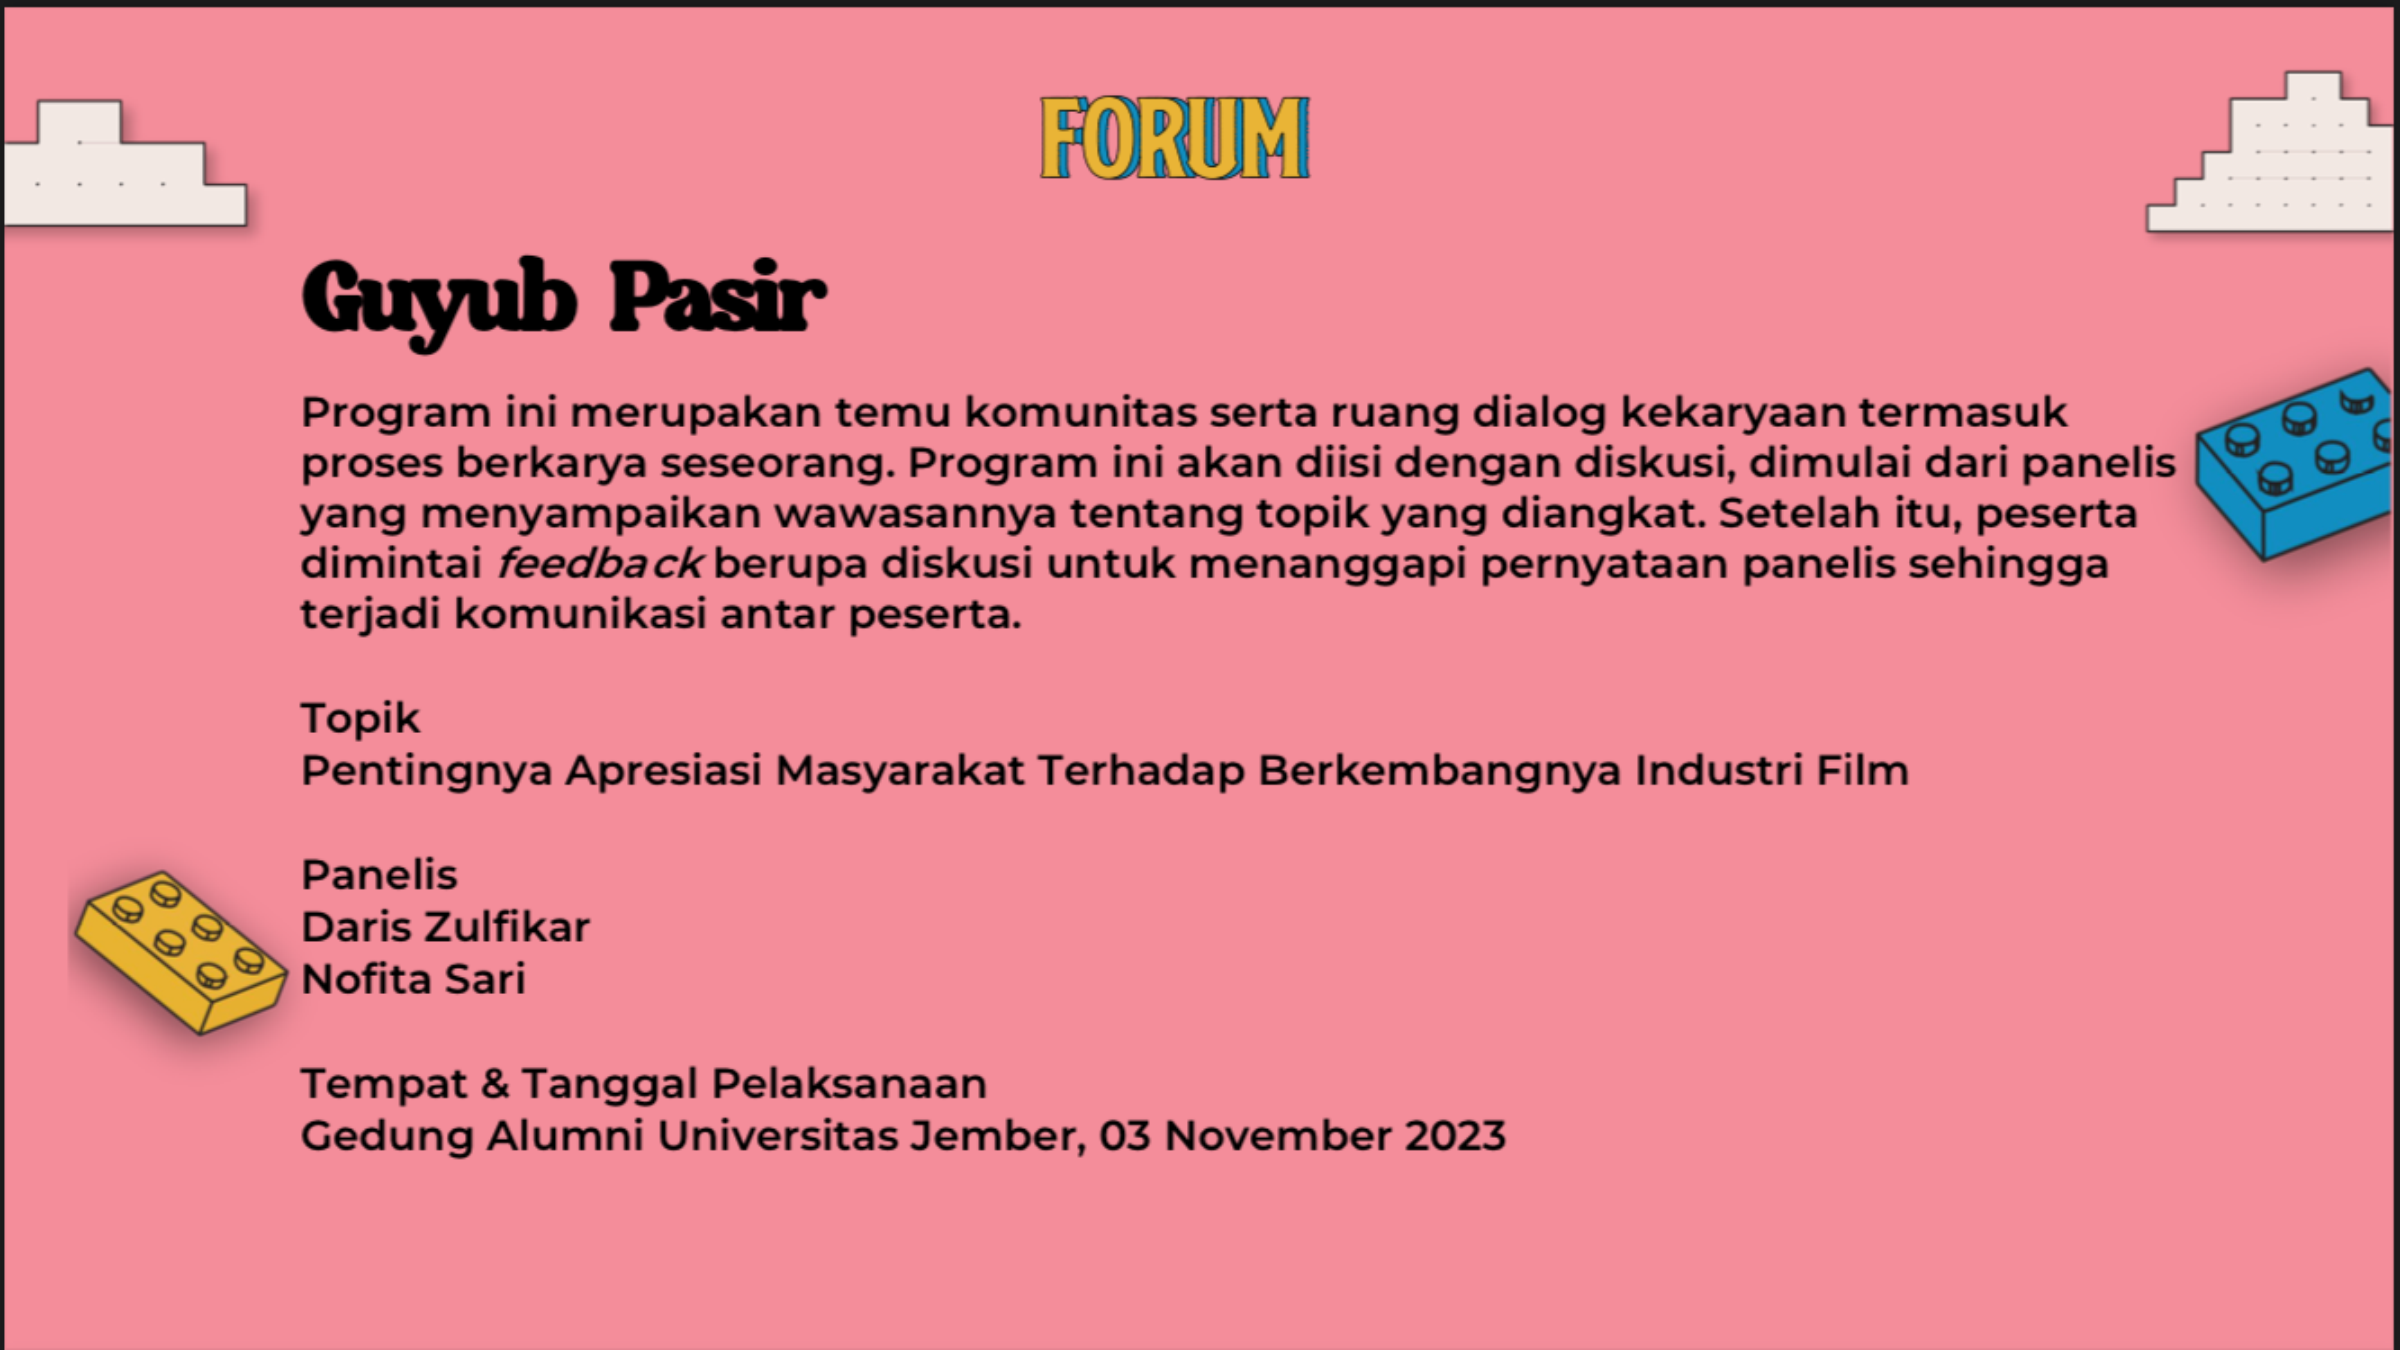 FORUM
Guyub Pasir
Program ini merupakan temu komunitas serta ruang dialog kekaryaan termasuk
proses berkarya seseorang. Program ini akan diisi dengan diskusi, dimulai dari panelis
yang menyampaikan wawasannya tentang topik yang diangkat. Setelah itu, peserta
dimintai feedback berupa diskusi untuk menanggapi pernyataan panelis sehingga
terjadi komunikasi antar peserta.
Topik
Pentingnya Apresiasi Masyarakat Terhadap Berkembangnya Industri Film
Panelis
Daris Zulfikar
Nofita Sari
Tempat & Tanggal Pelaksanaan
Gedung Alumni Universitas Jember, 03 November 2023